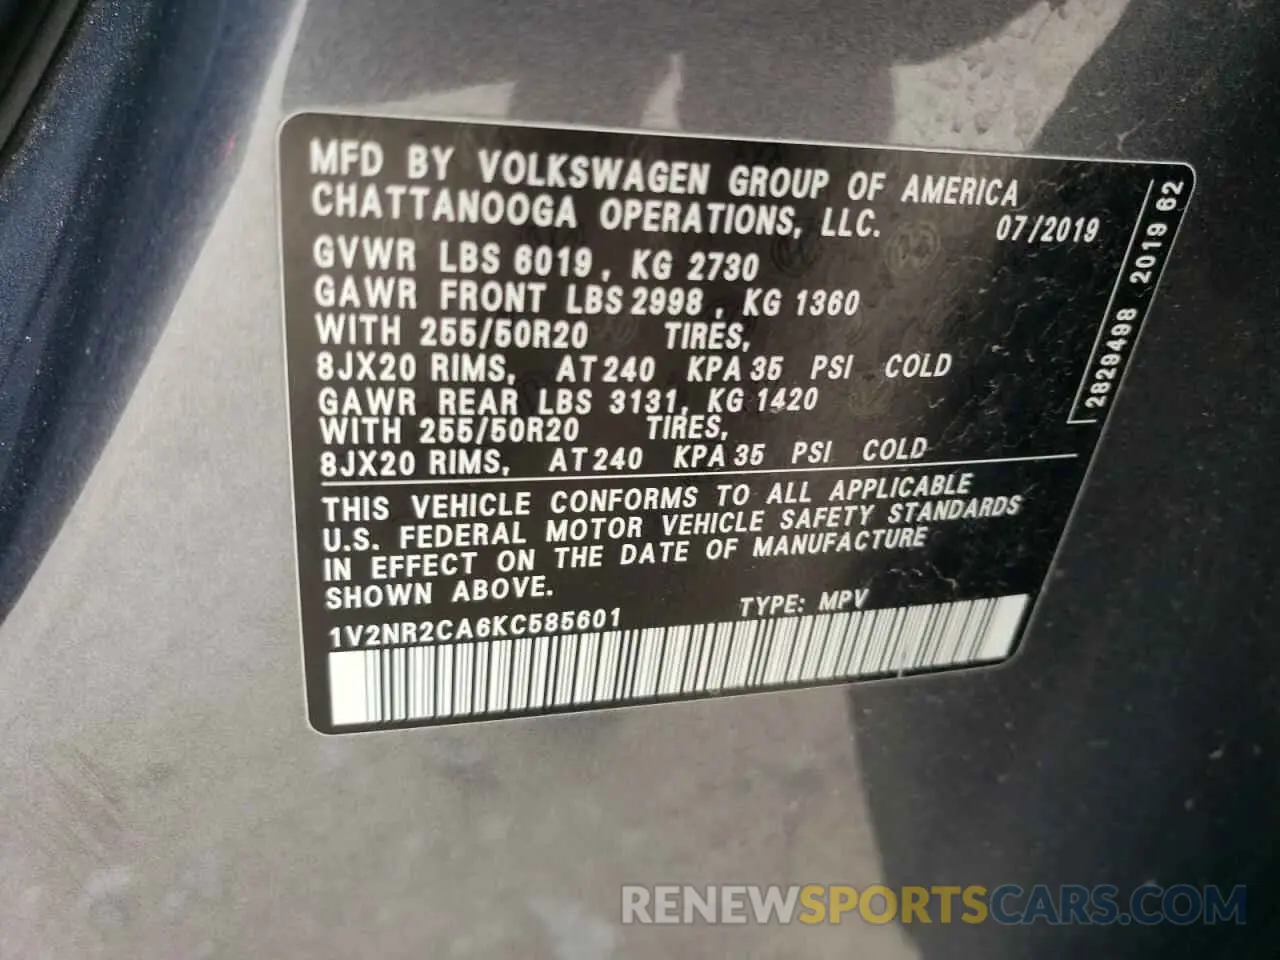 MFD BY VOLKSWAGEN GROUP OF AMERICA
CHATTANOOGA OPERATIONS, LLC. 07/2019
GVWR LBS 6019, KG 2730
GAWR FRONT LBS 2998, KG 1360
WITH 255/50R20 TIRES,
8JX20 RIMS, AT 240 KPA 35 PSI COLD
GAWR REAR LBS 3131, KG 1420
WITH 255/50R20 TIRES,
8JX20 RIMS, AT 240 KPA 35 PSI COLD
THIS VEHICLE CONFORMS TO ALL APPLICABLE
U.S. FEDERAL MOTOR VEHICLE SAFETY STANDARDS
IN EFFECT ON THE DATE OF MANUFACTURE
SHOWN ABOVE.
1V2NR2CA6KC585601 TYPE: MPV
2829498 2019 62
RENEWSPORTSCARS.COM